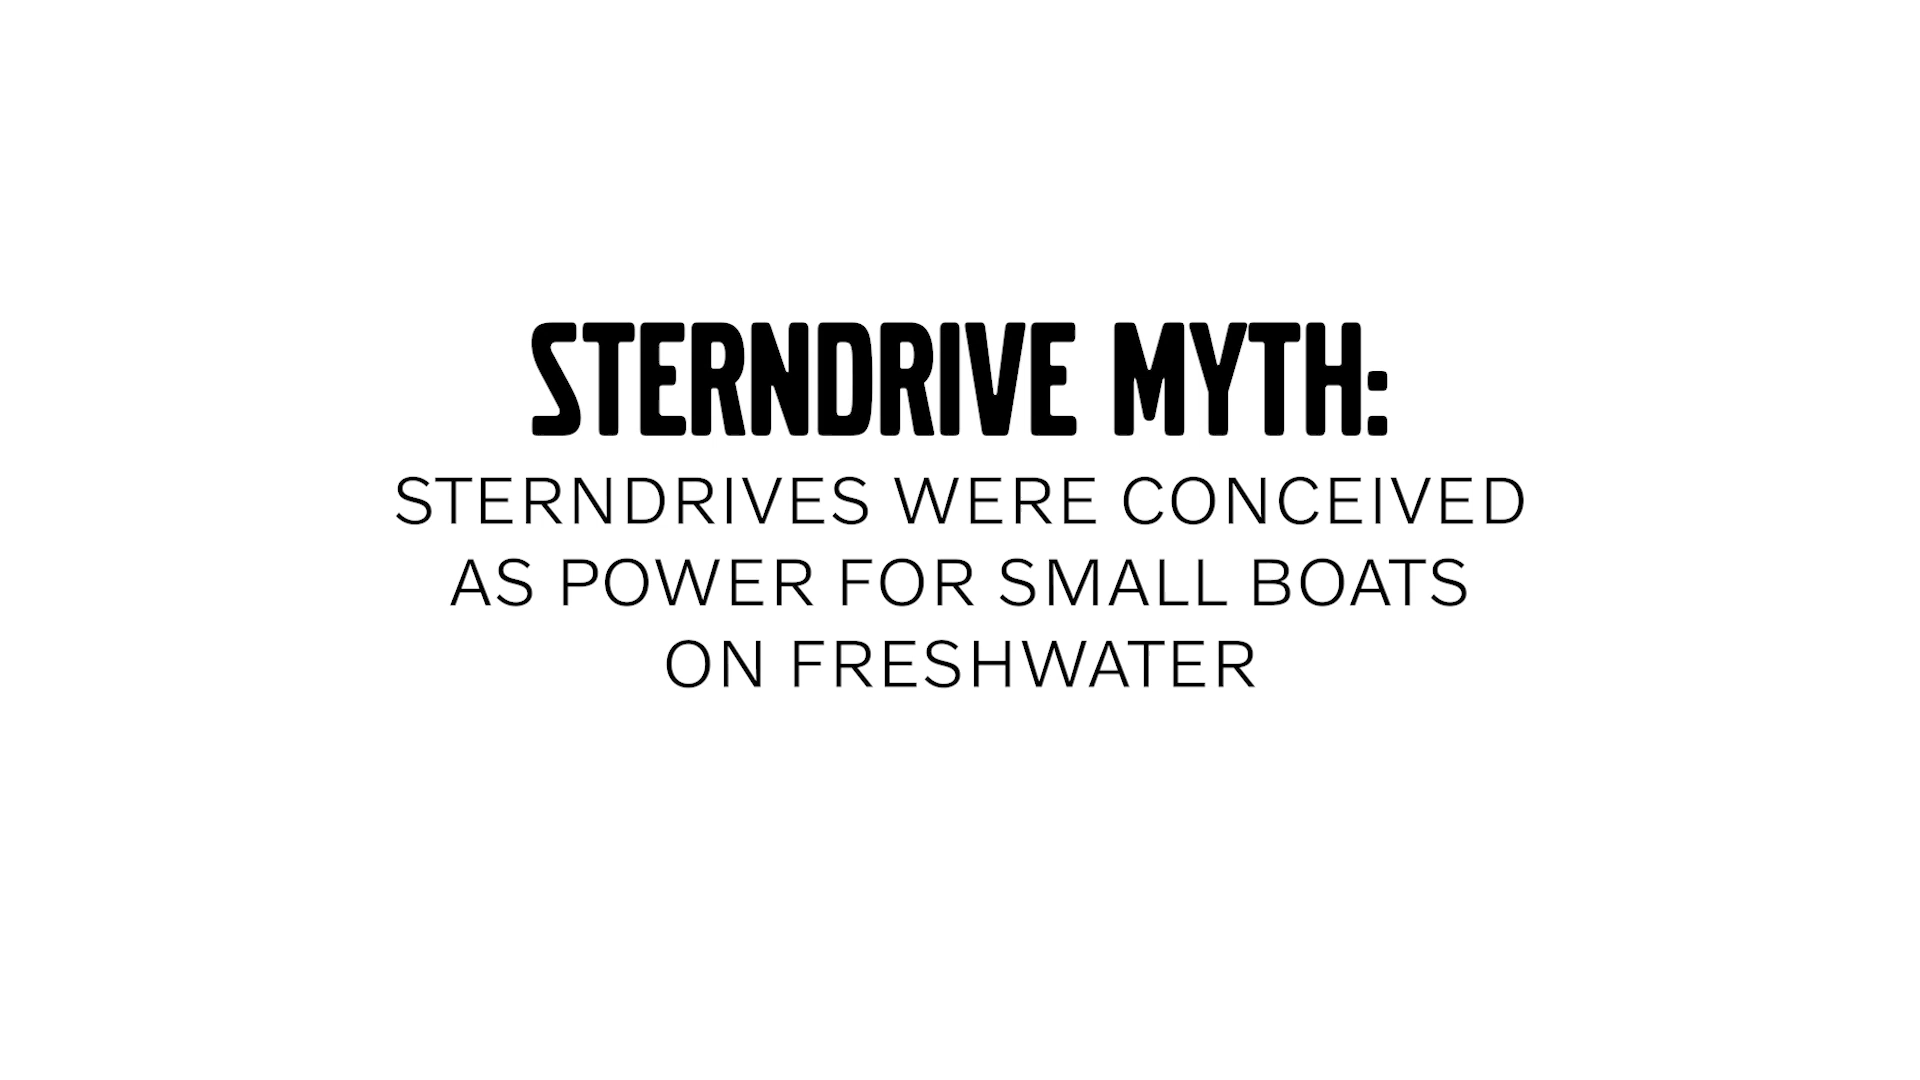 STERNDRIVE MYTH:
STERNDRIVES WERE CONCEIVED
AS POWER FOR SMALL BOATS
ON FRESHWATER